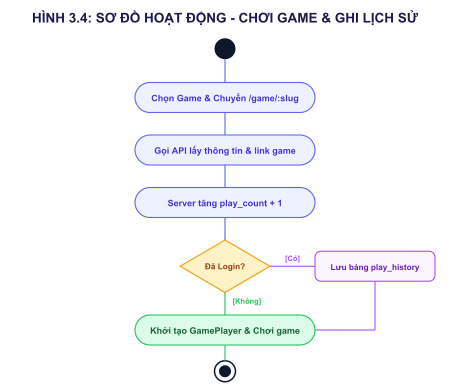 HÌNH 3.4: SƠ ĐỒ HOẠT ĐỘNG - CHƠI GAME & GHI LỊCH SỬ
Chọn Game & Chuyển /game/:slug
Gọi API lấy thông tin & link game
Server tăng play_count + 1
Đã Login?
[Có]
Lưu bảng play_history
[Không]
Khởi tạo GamePlayer & Chơi game